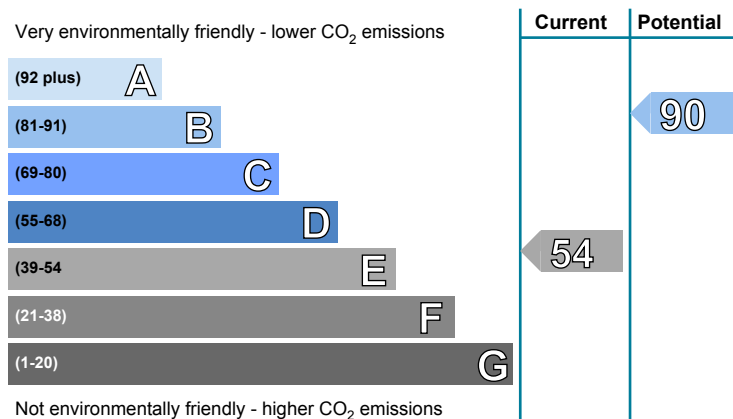 Current Potential
Very environmentally friendly - lower CO₂ emissions
(92 plus) A
(81-91) B
90
(69-80) C
(55-68) D
(39-54 E
54
(21-38) F
(1-20) G
Not environmentally friendly - higher CO₂ emissions